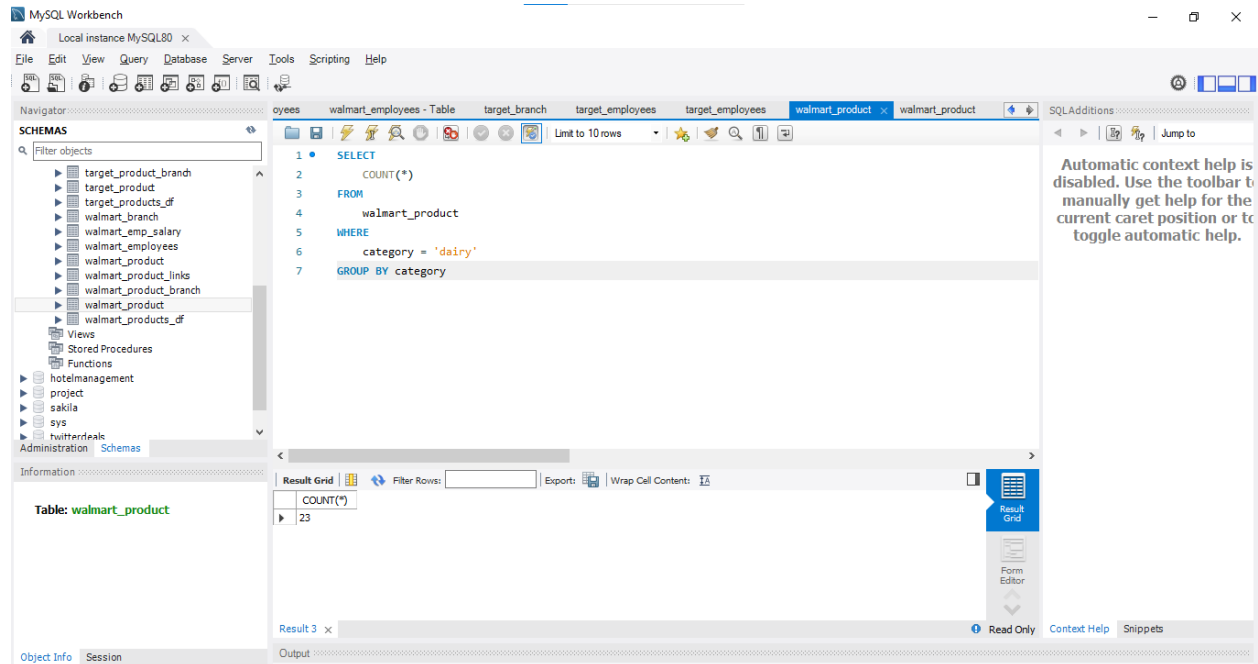 MySQL Workbench
Local instance MySQL80
File Edit View Query Database Server Tools Scripting Help
Navigator
SCHEMAS
Filter objects
target_product_branch
target_product
target_products_df
walmart_branch
walmart_emp_salary
walmart_employees
walmart_product
walmart_product_links
walmart_product_branch
walmart_product
walmart_products_df
Views
Stored Procedures
Functions
hotelmanagement
project
sakila
sys
twitterdeals
Administration Schemas
Information
Table: walmart_product
Object Info Session
oyees walmart_employees - Table target_branch target_employees target_employees walmart_product walmart_product
Limit to 10 rows
1 SELECT
2 COUNT(*)
3 FROM
4 walmart_product
5 WHERE
6 category = 'dairy'
7 GROUP BY category
Result Grid Filter Rows: Export: Wrap Cell Content:
COUNT(*)
23
Result Grid
Form Editor
Result 3
Read Only
Output
SQLAdditions
Jump to
Automatic context help is
disabled. Use the toolbar t
manually get help for the
current caret position or to
toggle automatic help.
Context Help Snippets